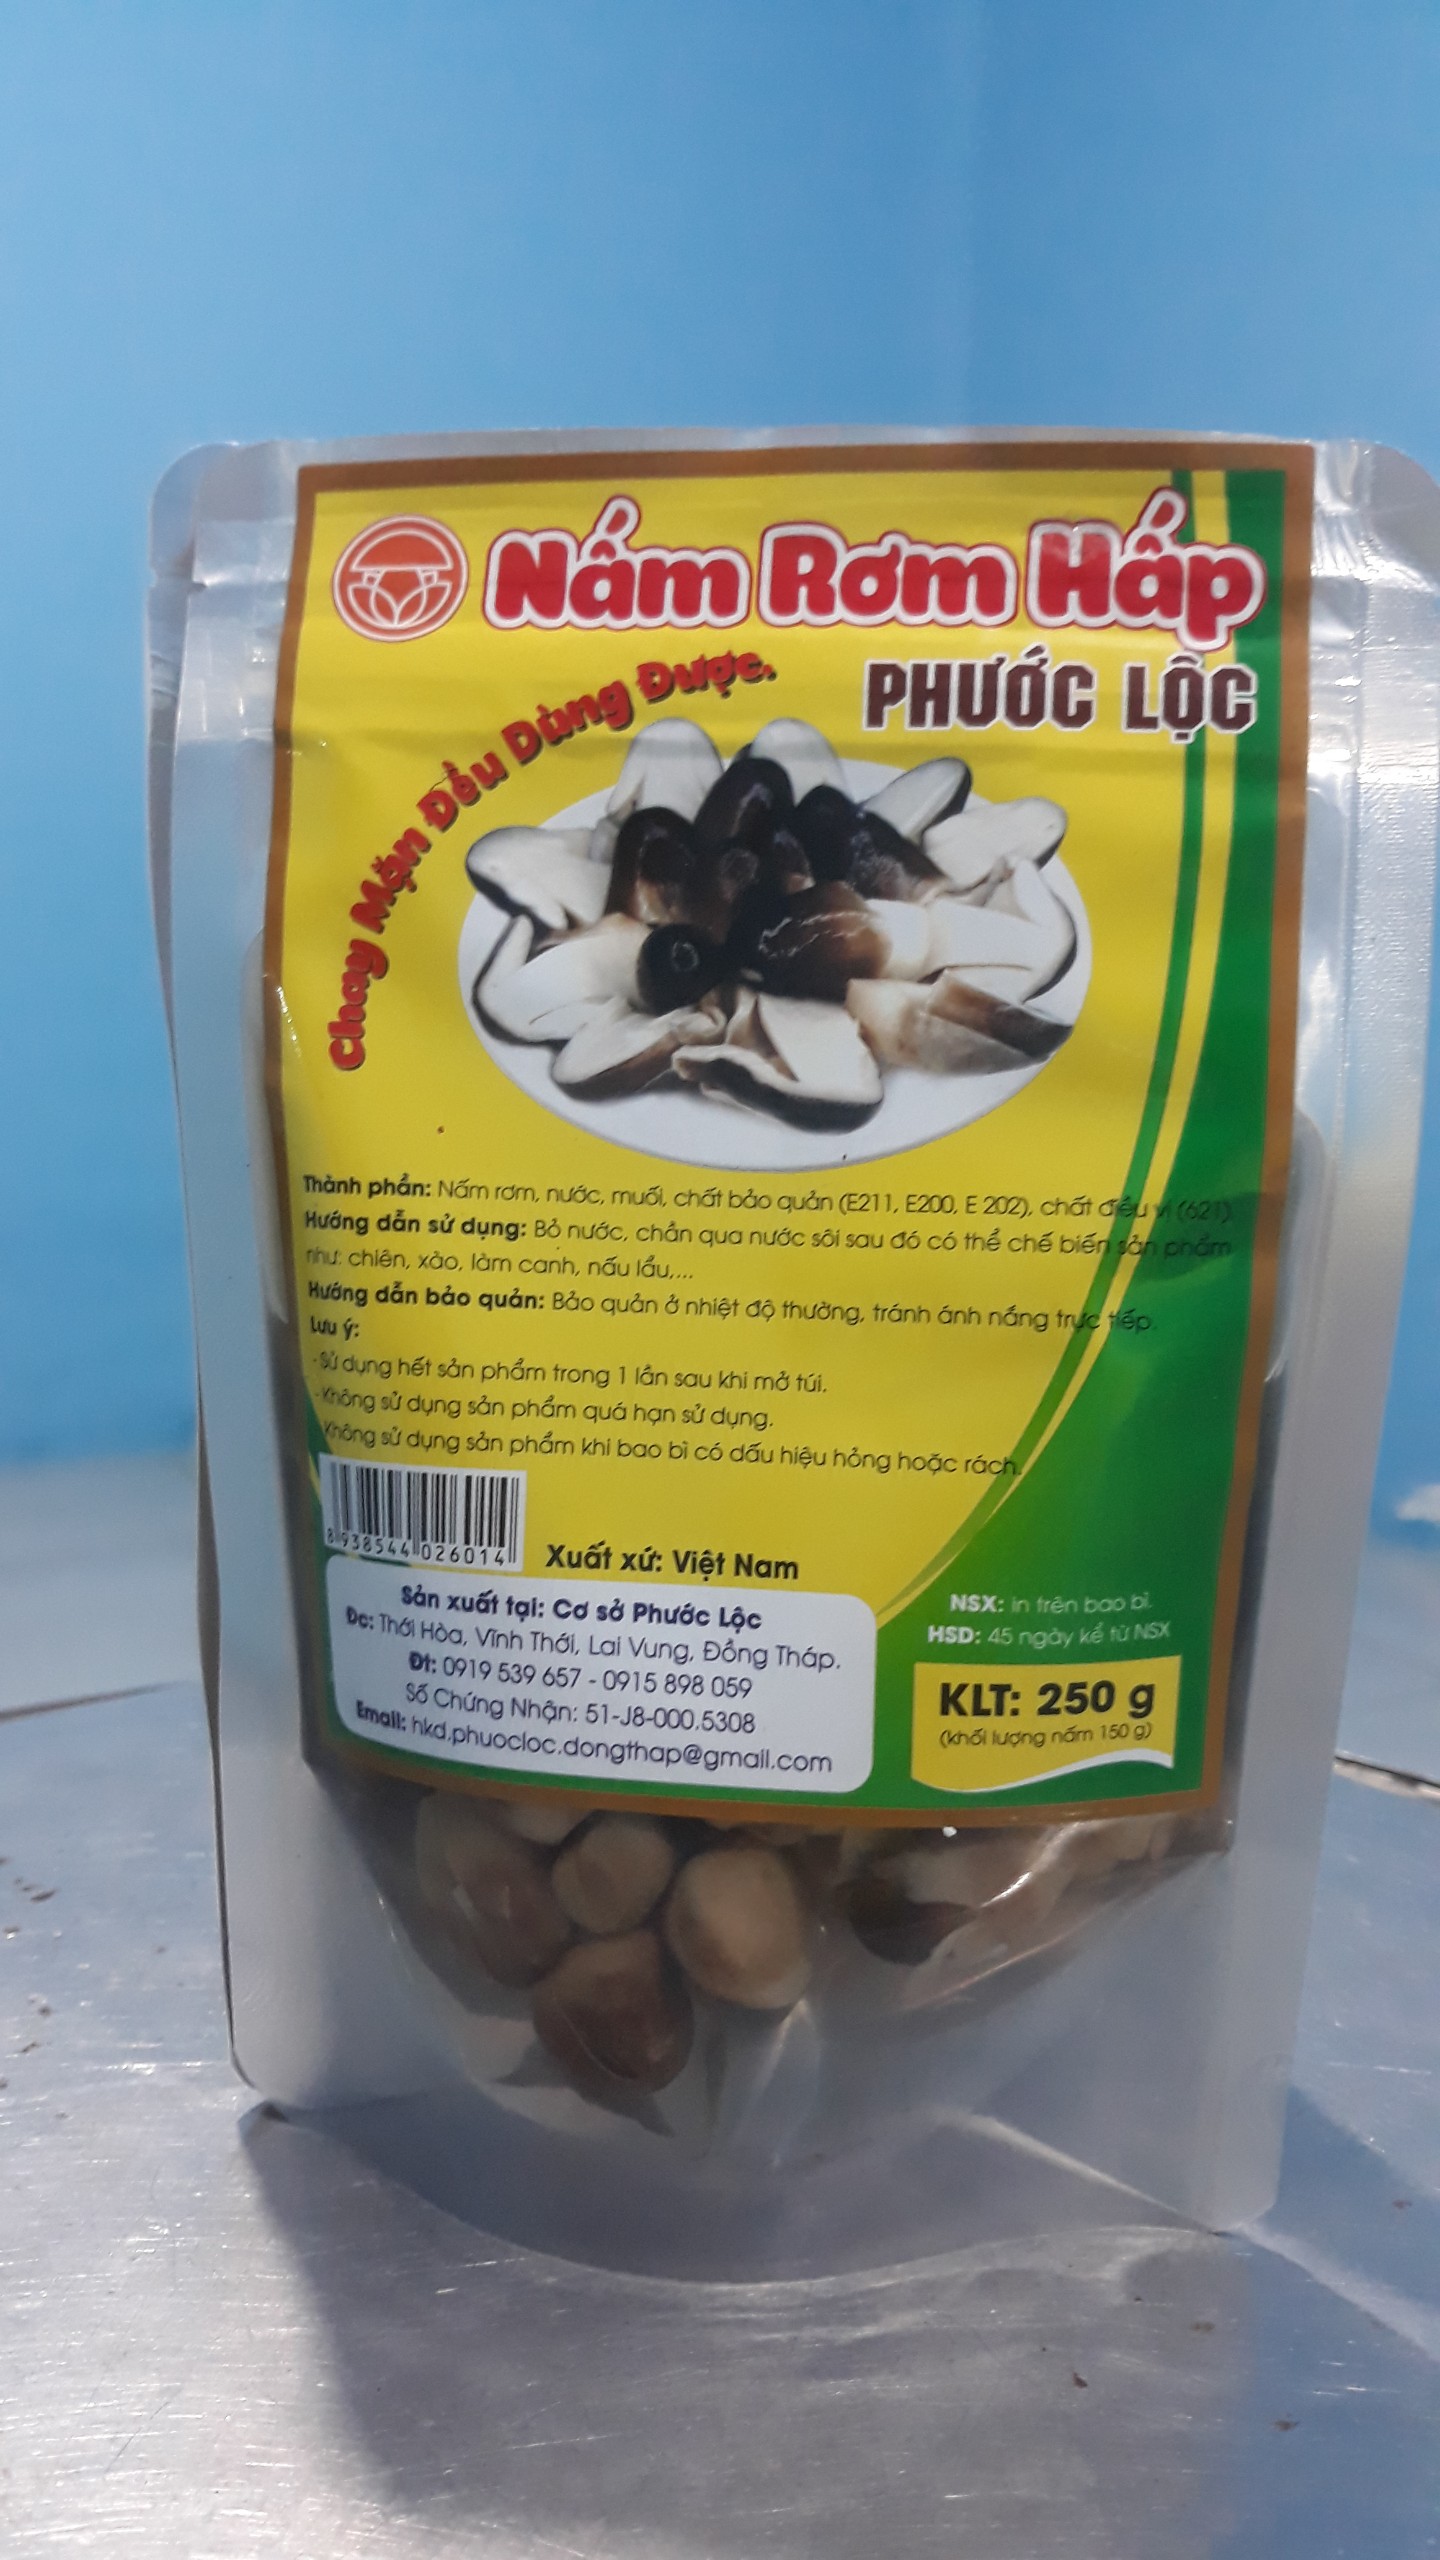 Nấm Rơm Hấp
PHƯỚC LỘC
Chay Mặn Đều Dùng Được.
Thành phần: Nấm rơm, nước, muối, chất bảo quản (E211, E200, E 202), chất điều vị (621)
Hướng dẫn sử dụng: Bỏ nước, chần qua nước sôi sau đó có thể chế biến sản phẩm
như: chiên, xào, làm canh, nấu lẩu,...
Hướng dẫn bảo quản: Bảo quản ở nhiệt độ thường, tránh ánh nắng trực tiếp.
Lưu ý:
- Sử dụng hết sản phẩm trong 1 lần sau khi mở túi.
- Không sử dụng sản phẩm quá hạn sử dụng.
- Không sử dụng sản phẩm khi bao bì có dấu hiệu hỏng hoặc rách.
8 938544 026014
Xuất xứ: Việt Nam
Sản xuất tại: Cơ sở Phước Lộc
Đc: Thới Hòa, Vĩnh Thới, Lai Vung, Đồng Tháp.
Đt: 0919 539 657 - 0915 898 059
Số Chứng Nhận: 51-J8-000.5308
Email: hkd.phuocloc.dongthap@gmail.com
NSX: in trên bao bì.
HSD: 45 ngày kể từ NSX
KLT: 250 g
(khối lượng nấm 150 g)